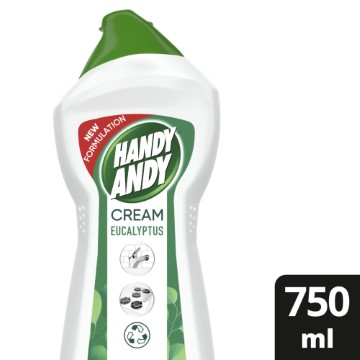 NEW
FORMULATION
HANDY
ANDY
CREAM
EUCALYPTUS
750
ml